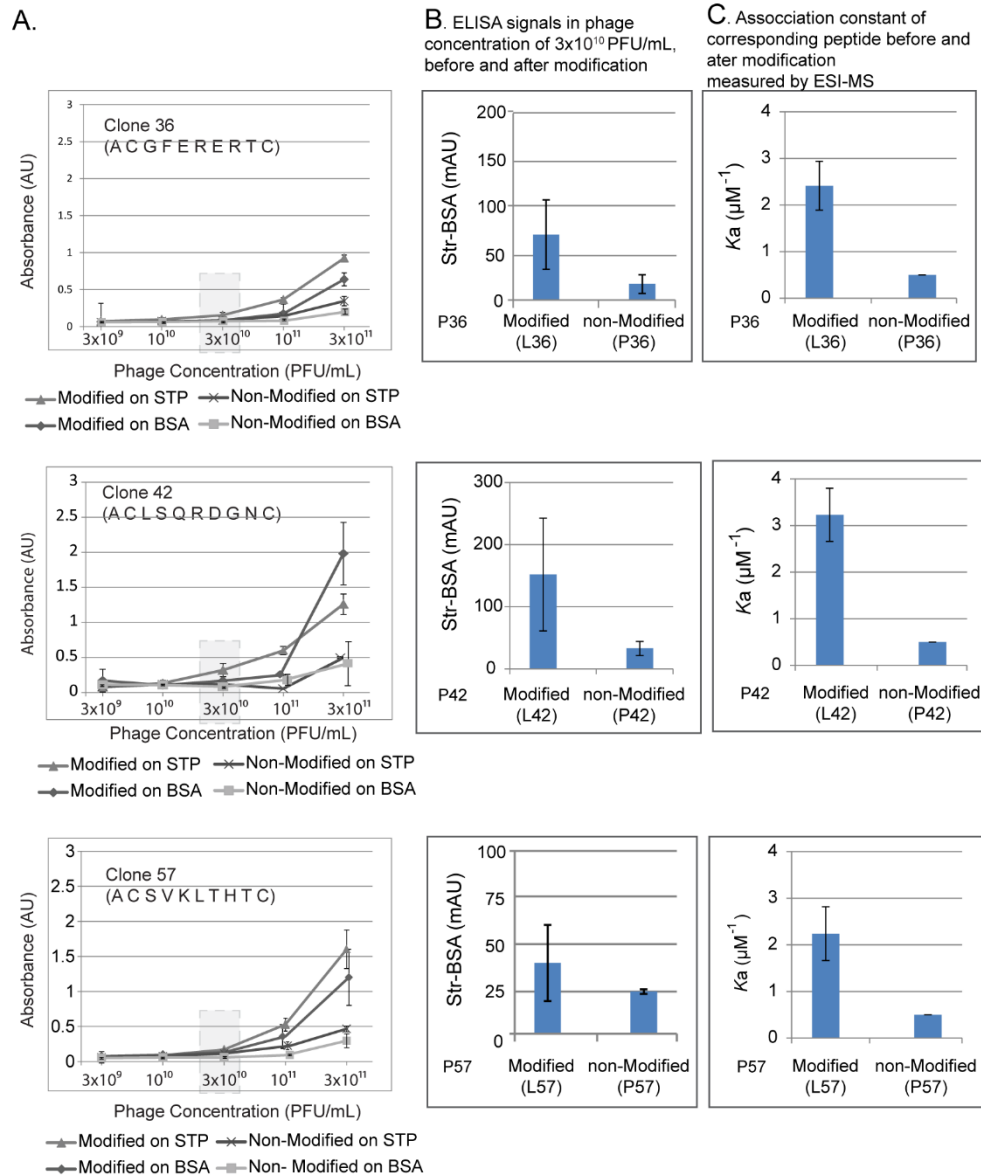 A.
B. ELISA signals in phage
concentration of 3x10¹⁰ PFU/mL,
before and after modification
C. Assocciation constant of
corresponding peptide before and
ater modification
measured by ESI-MS
Clone 36
(A C G F E R E R T C)
Absorbance (AU)
3
2.5
2
1.5
1
0.5
0
3x10⁹ 10¹⁰ 3x10¹⁰ 10¹¹ 3x10¹¹
Phage Concentration (PFU/mL)
Modified on STP Non-Modified on STP
Modified on BSA Non-Modified on BSA
Str-BSA (mAU)
200
150
100
50
0
P36 Modified non-Modified
(L36) (P36)
Ka (µM⁻¹)
4
3
2
1
0
P36 Modified non-Modified
(L36) (P36)
Clone 42
(A C L S Q R D G N C)
Absorbance (AU)
3
2.5
2
1.5
1
0.5
0
3x10⁹ 10¹⁰ 3x10¹⁰ 10¹¹ 3x10¹¹
Phage Concentration (PFU/mL)
Modified on STP Non-Modified on STP
Modified on BSA Non-Modified on BSA
Str-BSA (mAU)
300
200
100
0
P42 Modified non-Modified
(L42) (P42)
Ka (µM⁻¹)
4
3
2
1
0
P42 Modified non-Modified
(L42) (P42)
Clone 57
(A C S V K L T H T C)
Absorbance (AU)
3
2.5
2
1.5
1
0.5
0
3x10⁹ 10¹⁰ 3x10¹⁰ 10¹¹ 3x10¹¹
Phage Concentration (PFU/mL)
Modified on STP Non-Modified on STP
Modified on BSA Non- Modified on BSA
Str-BSA (mAU)
100
75
50
25
0
P57 Modified non-Modified
(L57) (P57)
Ka (µM⁻¹)
4
3
2
1
0
P57 Modified non-Modified
(L57) (P57)